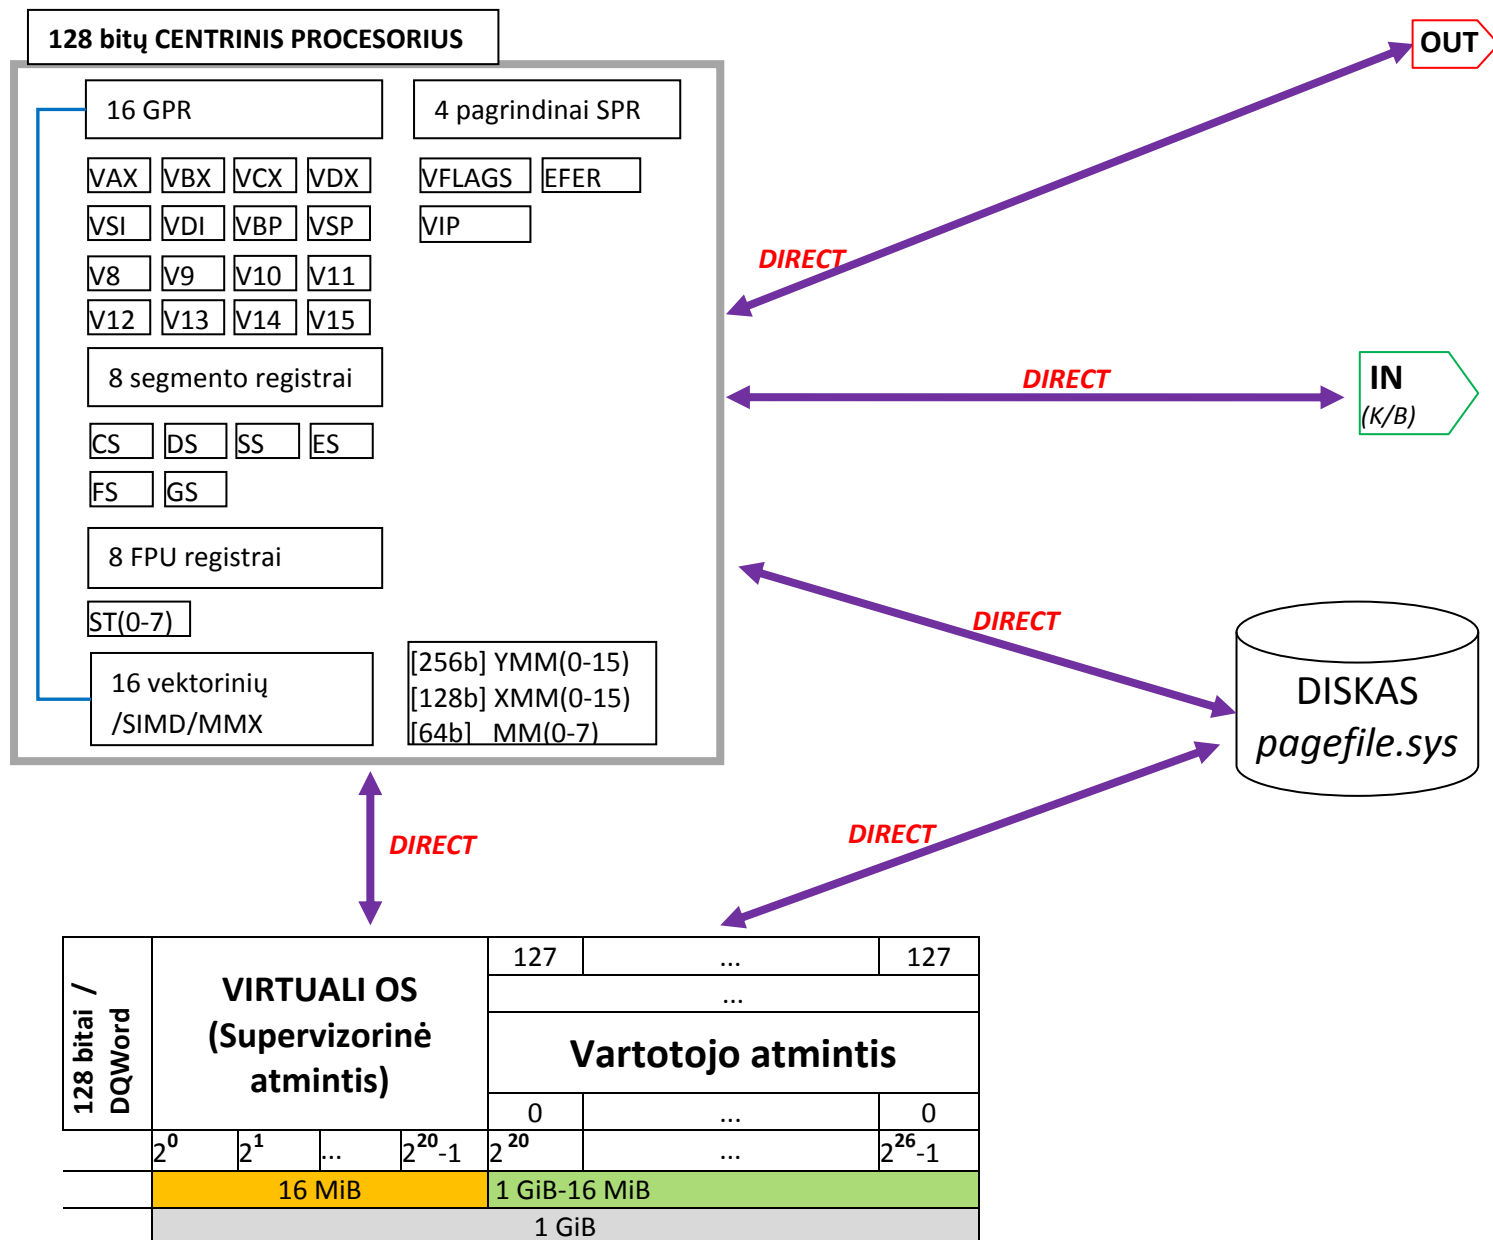 128 bitų CENTRINIS PROCESORIUS
OUT
16 GPR
4 pagrindinai SPR
VAX VBX VCX VDX
VFLAGS EFER
VSI VDI VBP VSP
VIP
V8 V9 V10 V11
V12 V13 V14 V15
DIRECT
8 segmento registrai
DIRECT
IN
(K/B)
CS DS SS ES
FS GS
8 FPU registrai
ST(0-7)
DIRECT
16 vektorinių
/SIMD/MMX
[256b] YMM(0-15)
[128b] XMM(0-15)
[64b] MM(0-7)
DISKAS
pagefile.sys
DIRECT
DIRECT
128 bitai /
DQWord
VIRTUALI OS
(Supervizorinė
atmintis)
127 ... 127
...
Vartotojo atmintis
0 ... 0
2^0 2^1 ... 2^20-1 2^20 ... 2^26-1
16 MiB 1 GiB-16 MiB
1 GiB